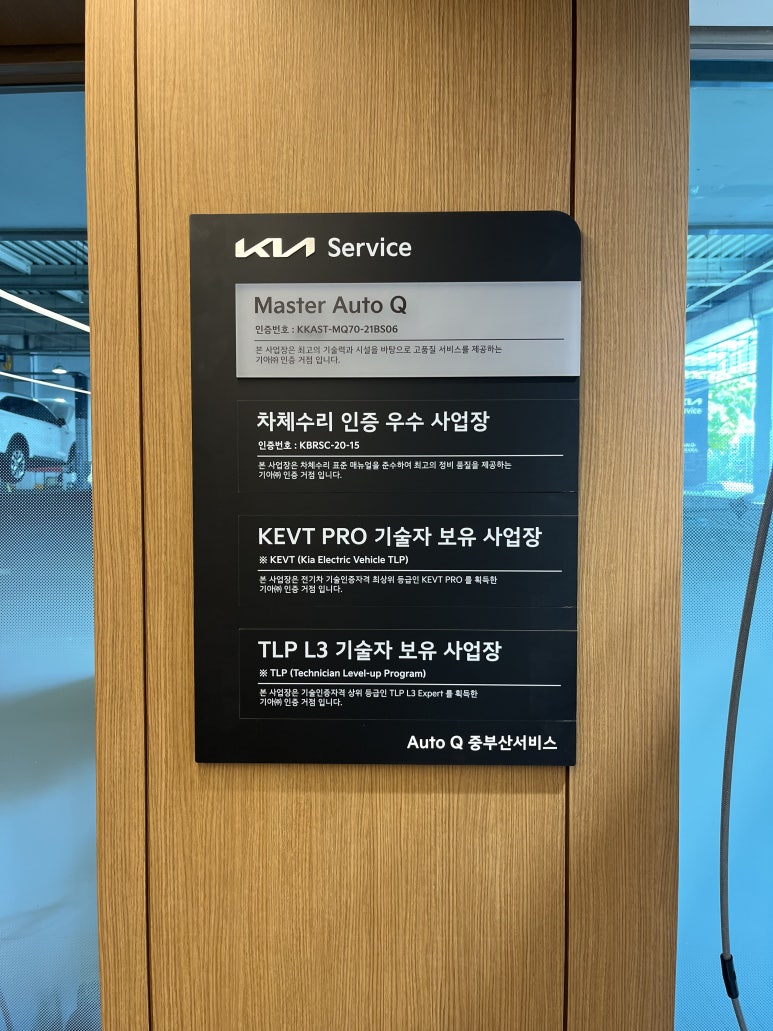 KIA Service
Master Auto Q
인증번호 : KKAST-MQ70-21BS06
본 사업장은 최고의 기술력과 시설을 바탕으로 고품질 서비스를 제공하는
기아㈜ 인증 거점 입니다.
차체수리 인증 우수 사업장
인증번호 : KBRSC-20-15
본 사업장은 차체수리 표준 매뉴얼을 준수하여 최고의 정비 품질을 제공하는
기아㈜ 인증 거점 입니다.
KEVT PRO 기술자 보유 사업장
※ KEVT (Kia Electric Vehicle TLP)
본 사업장은 전기차 기술인증자격 최상위 등급인 KEVT PRO 를 획득한
기아㈜ 인증 거점 입니다.
TLP L3 기술자 보유 사업장
※ TLP (Technician Level-up Program)
본 사업장은 기술인증자격 상위 등급인 TLP L3 Expert 를 획득한
기아㈜ 인증 거점 입니다.
Auto Q 중부산서비스
KIA
Service